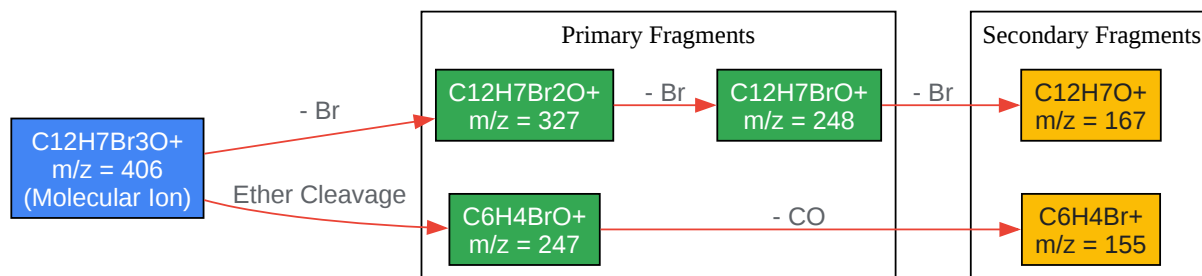 Primary Fragments
Secondary Fragments
C12H7Br3O+
m/z = 406
(Molecular Ion)
- Br
C12H7Br2O+
m/z = 327
- Br
C12H7BrO+
m/z = 248
- Br
C12H7O+
m/z = 167
Ether Cleavage
C6H4BrO+
m/z = 247
- CO
C6H4Br+
m/z = 155